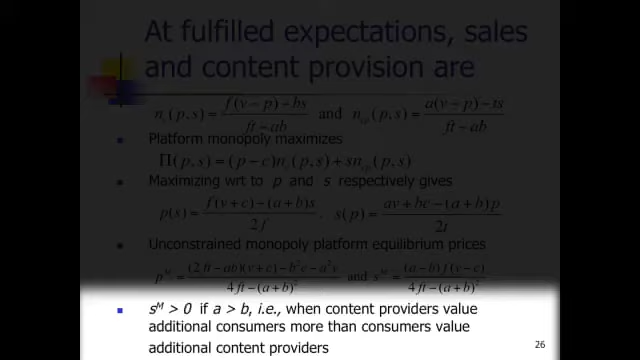 At fulfilled expectations, sales
and content provision are
n_c(p,s) = (f(v − p) − bs)/(ft − ab) and n_cp(p,s) = (a(v − p) − ts)/(ft − ab)
Platform monopoly maximizes
Π(p,s) = (p − c)n_c(p,s) + sn_cp(p,s)
Maximizing wrt to p and s respectively gives
p(s) = (f(v + c) − (a + b)s)/(2f), s(p) = (av + bc − (a + b)p)/(2t)
Unconstrained monopoly platform equilibrium prices
p^M = ((2ft − ab)(v + c) − b²c − a²v)/(4ft − (a + b)²) and s^M = ((a − b)f(v − c))/(4ft − (a + b)²)
s^M > 0 if a > b, i.e., when content providers value
additional consumers more than consumers value
additional content providers
26